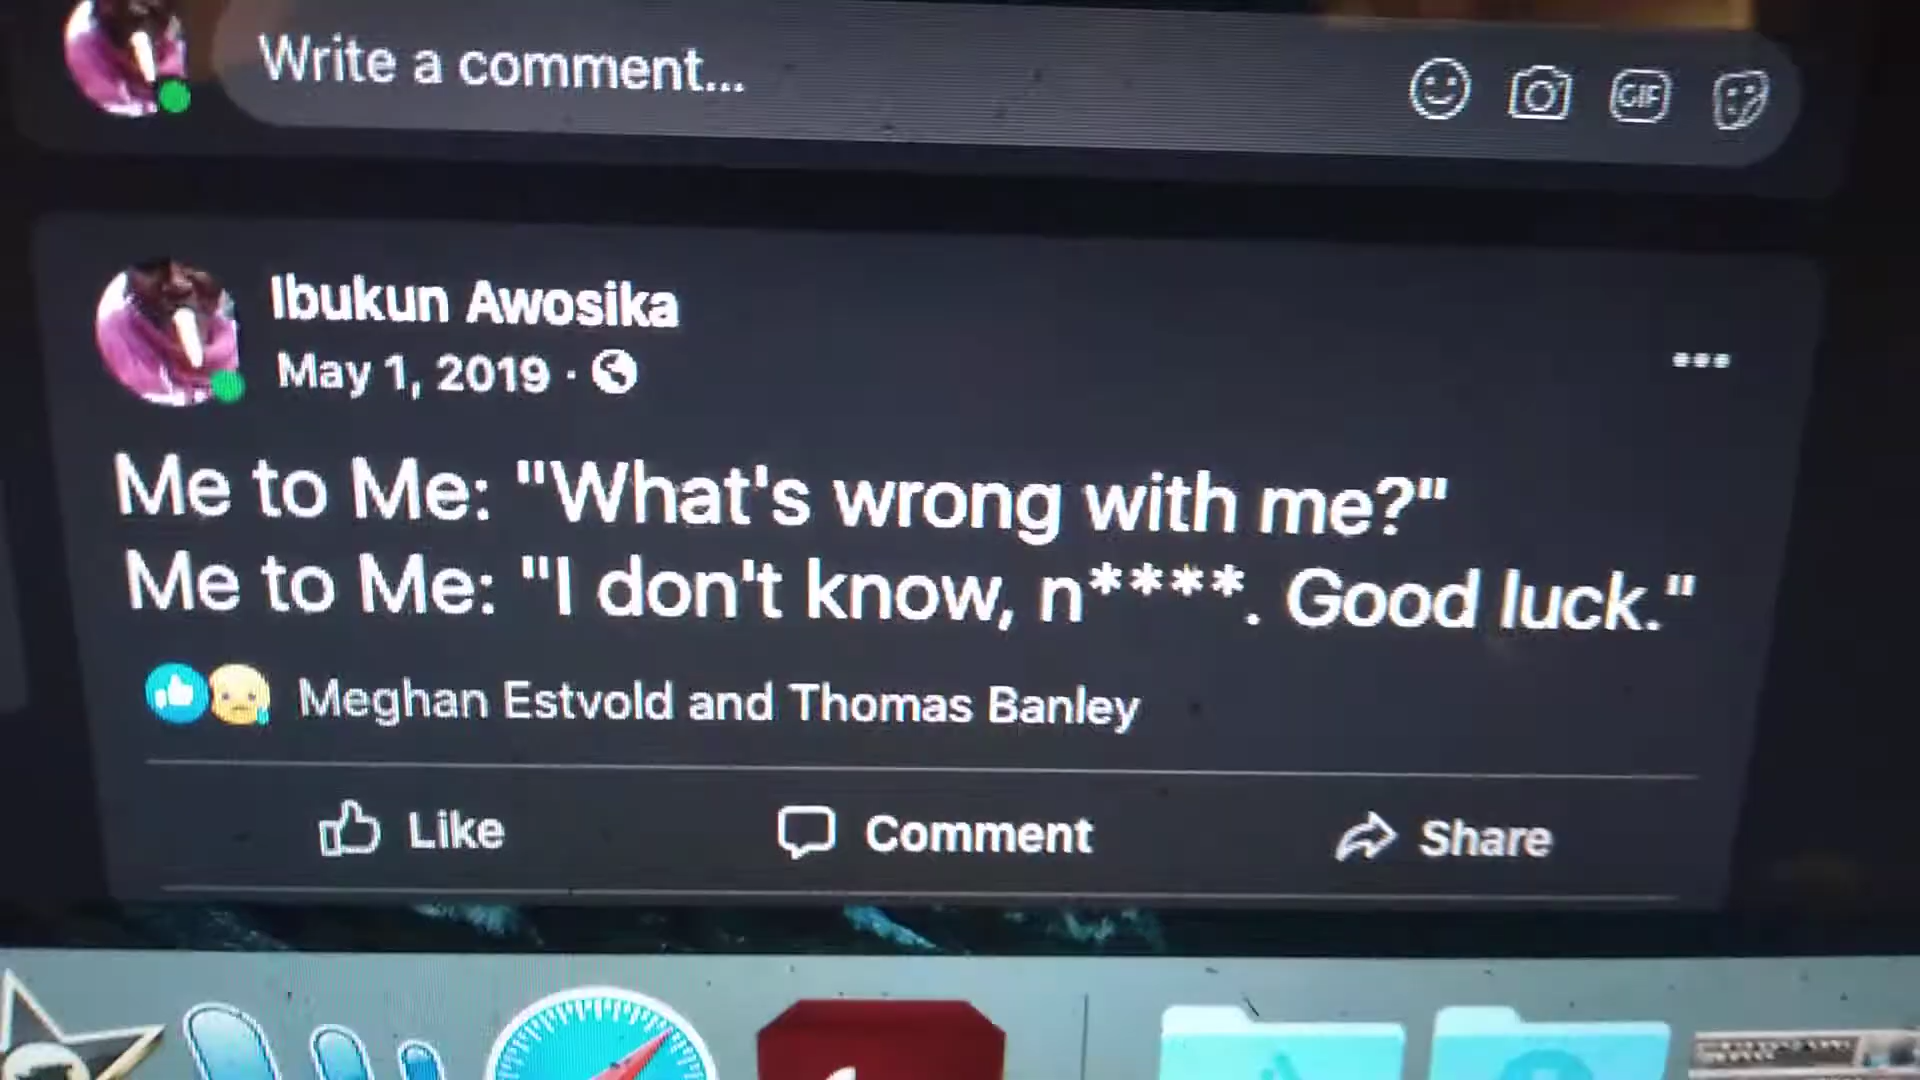 Write a comment...
GIF
Ibukun Awosika
May 1, 2019 ·
Me to Me: "What's wrong with me?"
Me to Me: "I don't know, n****. Good luck."
Meghan Estvold and Thomas Banley
Like
Comment
Share